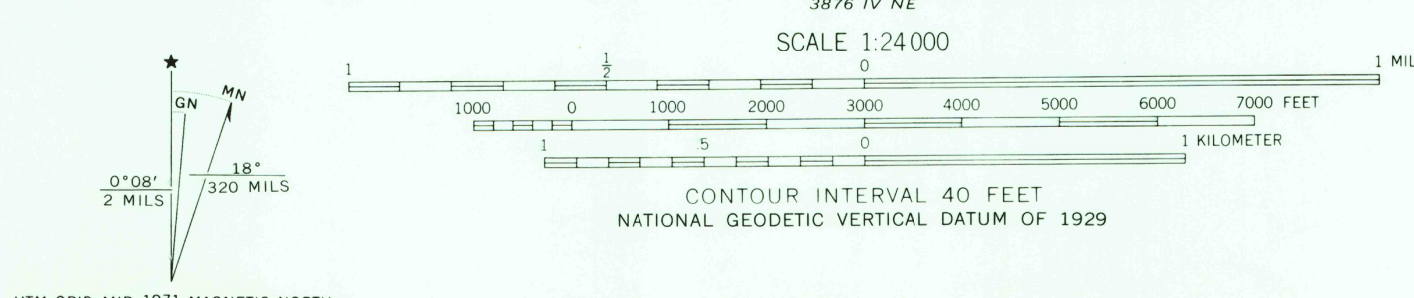 3876 IV NE
SCALE 1:24 000
1 1/2 0 1
1000 0 1000 2000 3000 4000 5000 6000 7000 FEET
1 .5 0 1 KILOMETER
CONTOUR INTERVAL 40 FEET
NATIONAL GEODETIC VERTICAL DATUM OF 1929
★
GN
MN
0°08′
2 MILS
18°
320 MILS
UTM GRID AND 1971 MAGNETIC NORTH